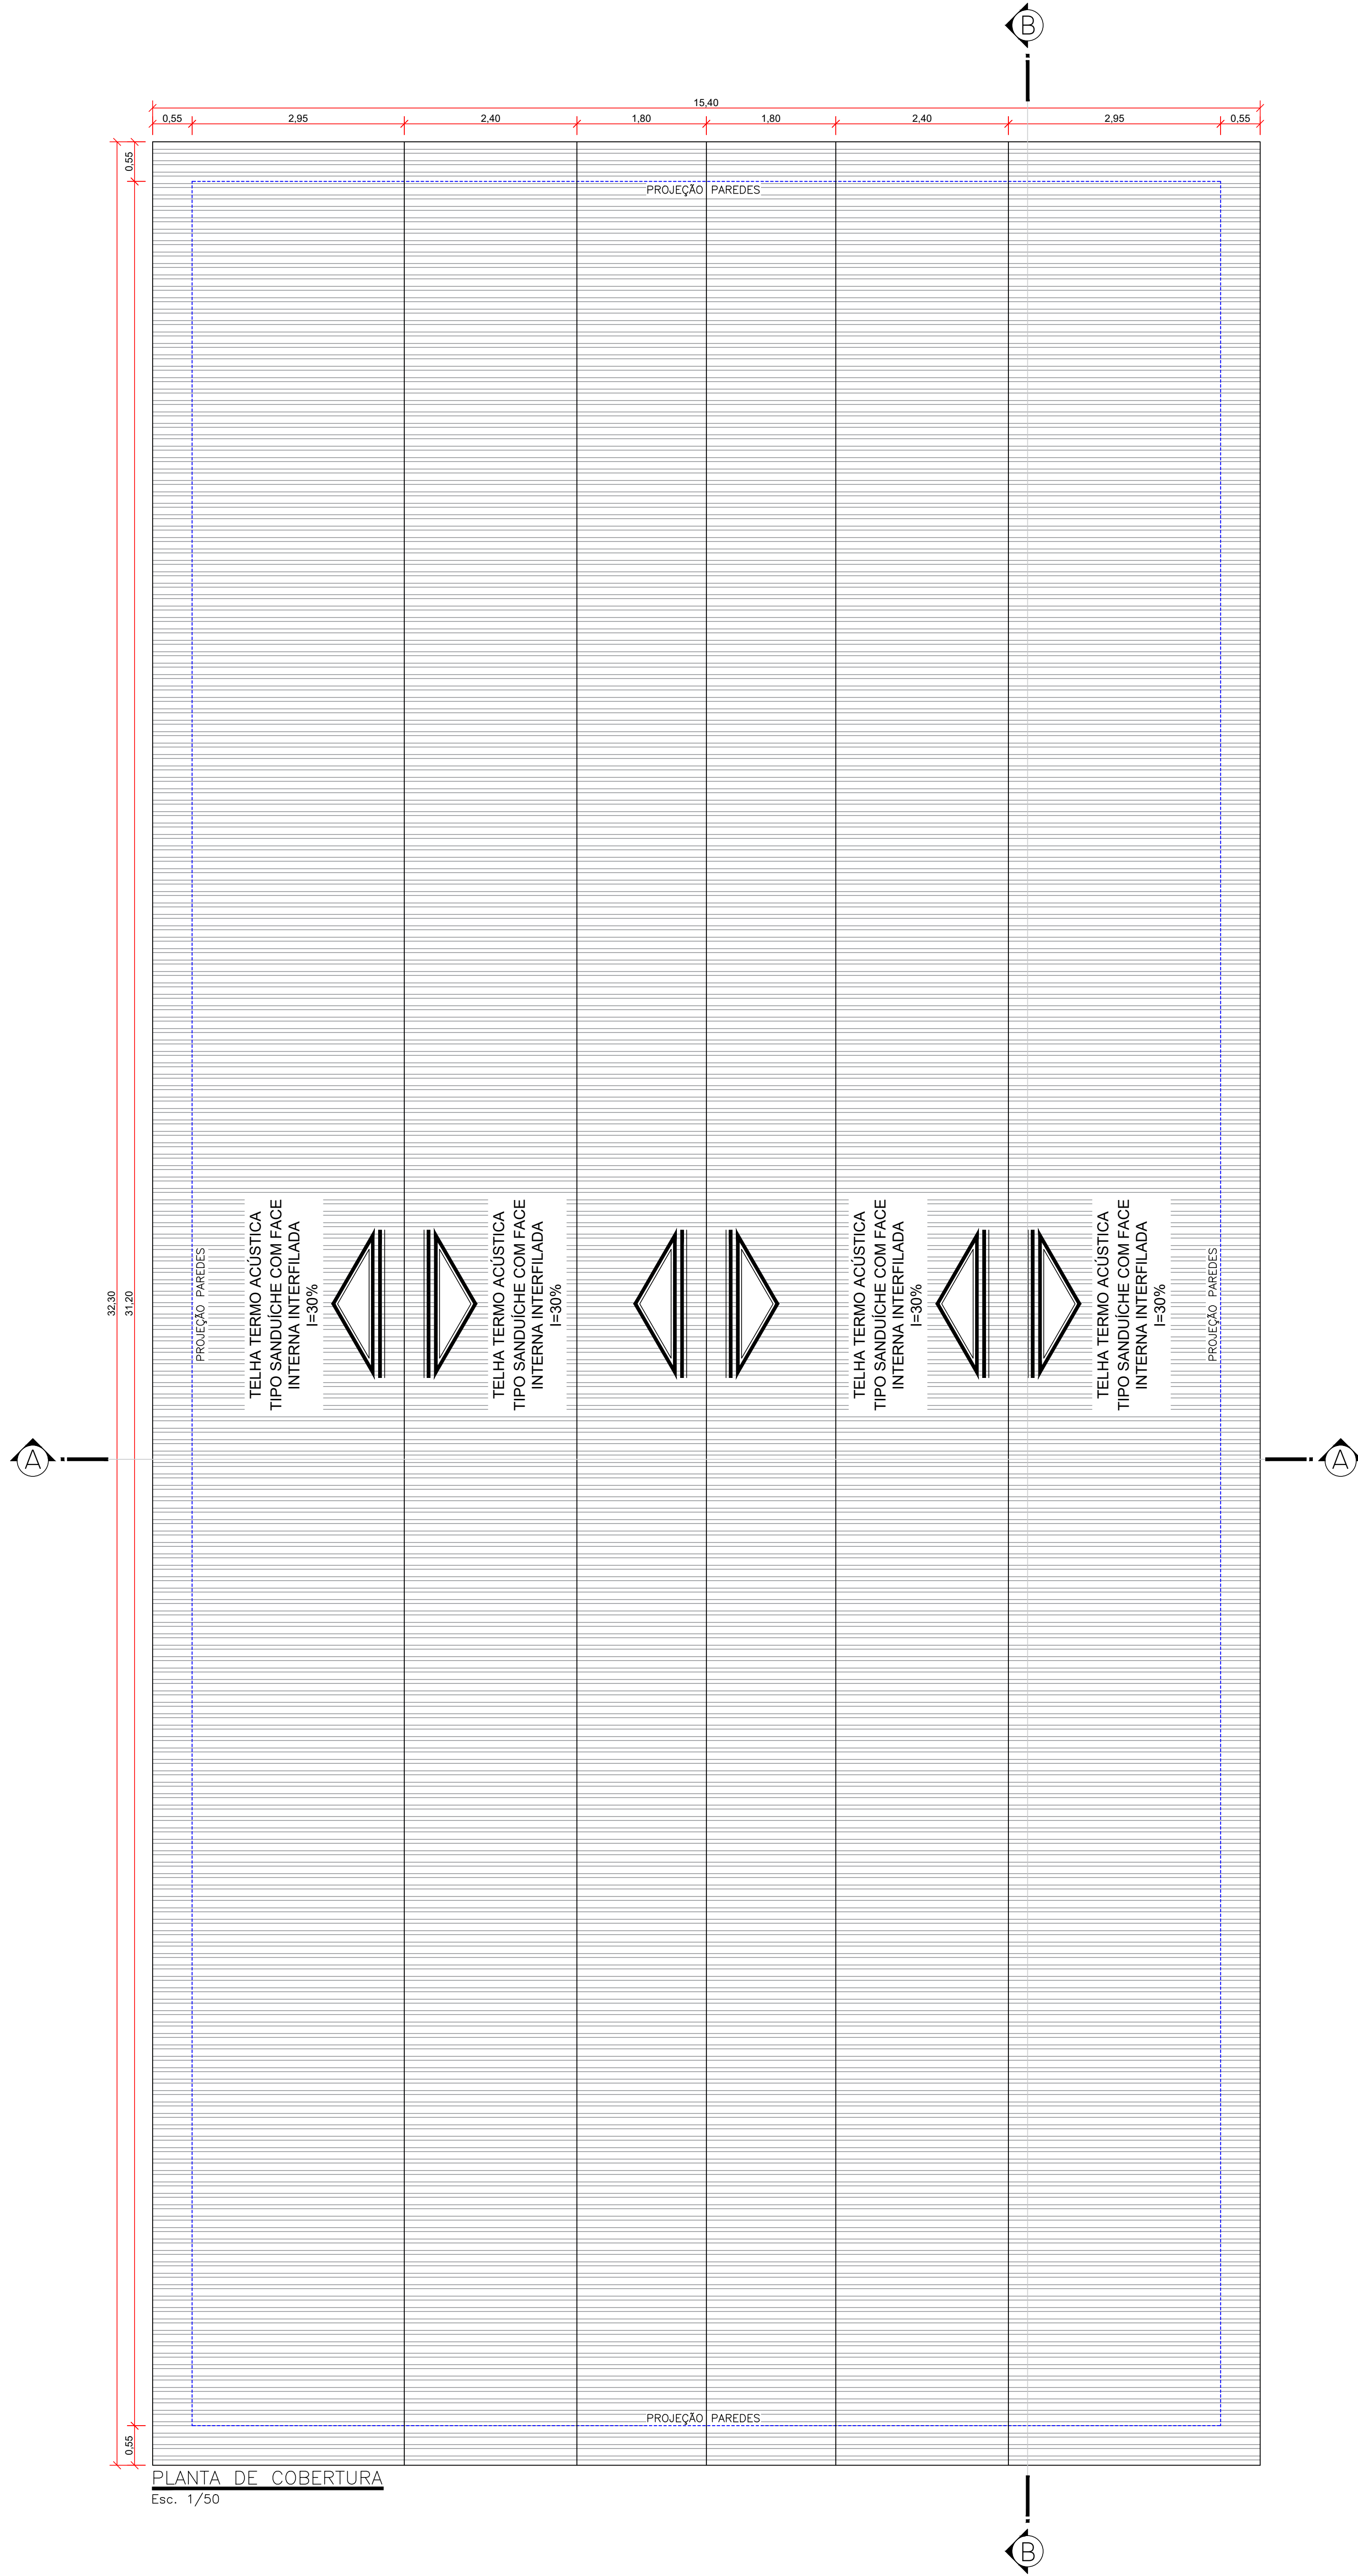 B
15,40
0,55
2,95
2,40
1,80
1,80
2,40
2,95
0,55
0,55
PROJEÇÃO PAREDES
32,30
31,20
PROJEÇÃO PAREDES
TELHA TERMO ACÚSTICA
TIPO SANDUÍCHE COM FACE
INTERNA INTERFILADA
I=30%
TELHA TERMO ACÚSTICA
TIPO SANDUÍCHE COM FACE
INTERNA INTERFILADA
I=30%
TELHA TERMO ACÚSTICA
TIPO SANDUÍCHE COM FACE
INTERNA INTERFILADA
I=30%
TELHA TERMO ACÚSTICA
TIPO SANDUÍCHE COM FACE
INTERNA INTERFILADA
I=30%
PROJEÇÃO PAREDES
A
A
PROJEÇÃO PAREDES
0,55
PLANTA DE COBERTURA
Esc. 1/50
B